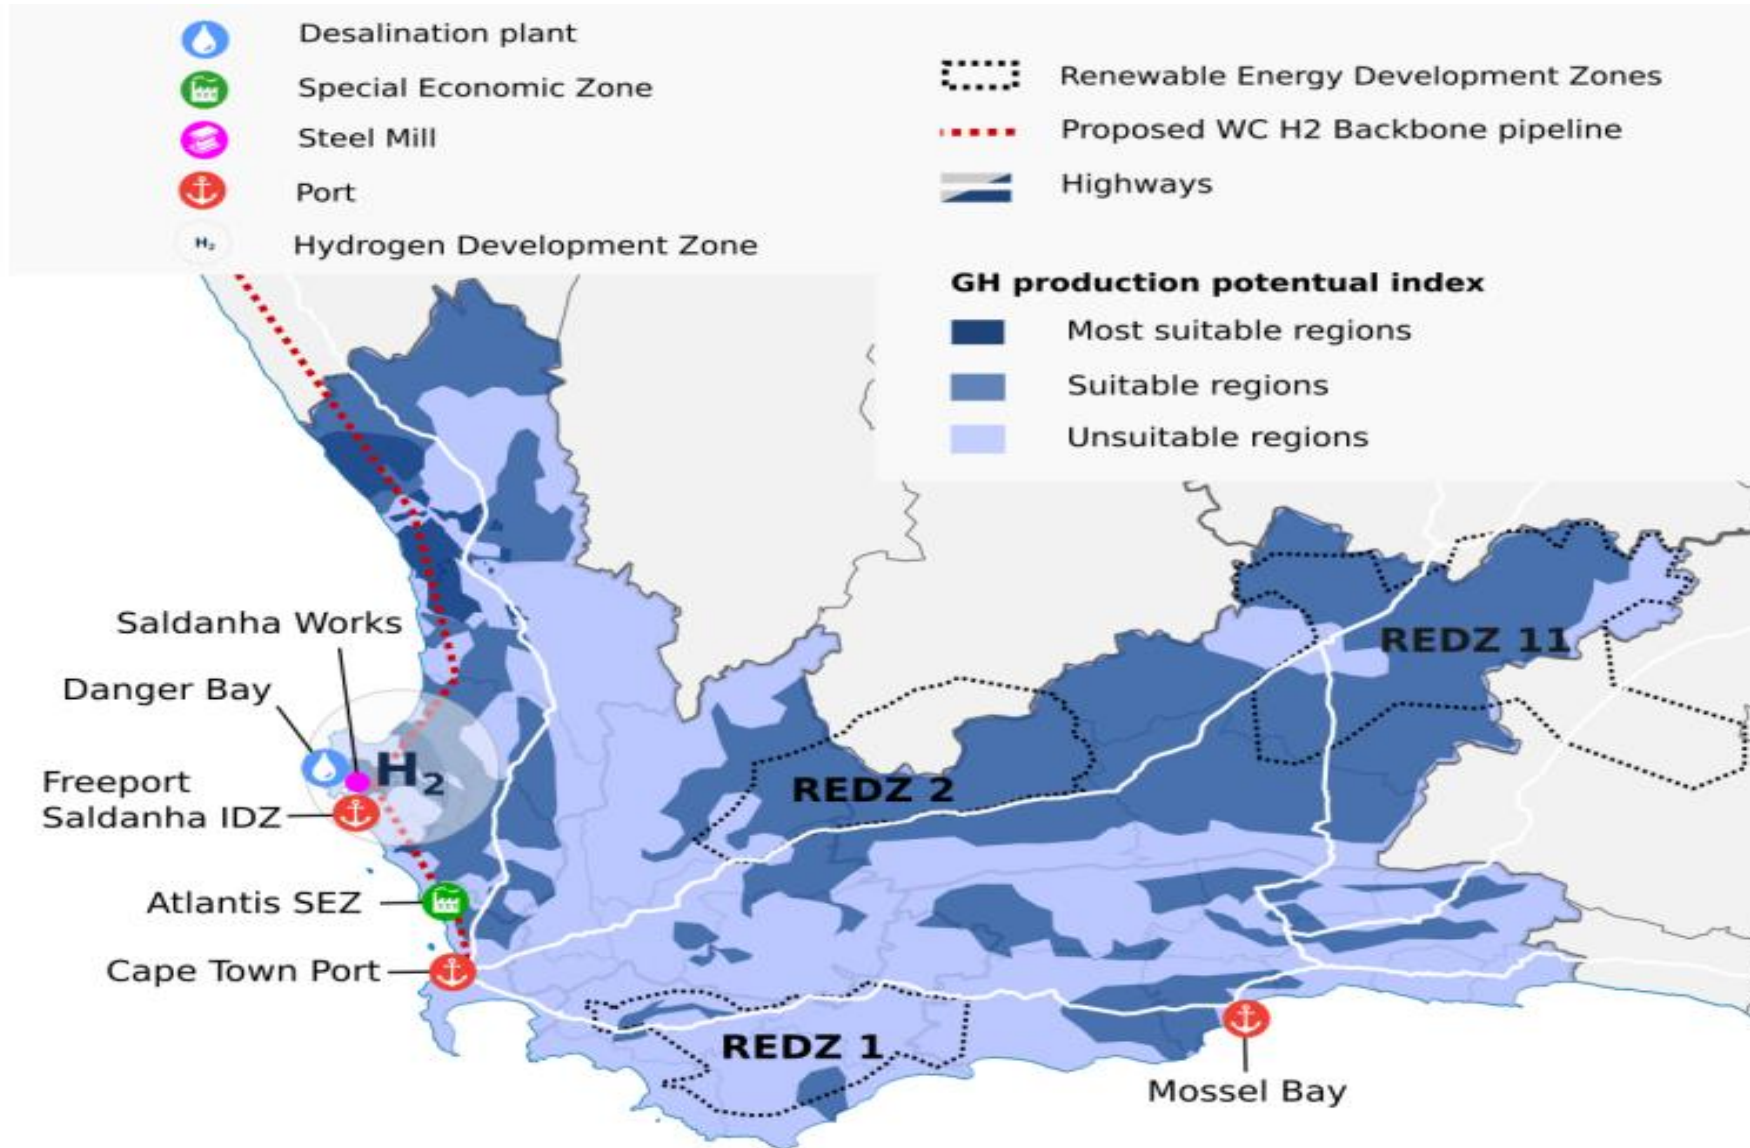 Desalination plant
Special Economic Zone
Steel Mill
Port
H₂
Hydrogen Development Zone
Renewable Energy Development Zones
Proposed WC H2 Backbone pipeline
Highways
GH production potentual index
Most suitable regions
Suitable regions
Unsuitable regions
Saldanha Works
Danger Bay
Freeport
Saldanha IDZ
H₂
Atlantis SEZ
Cape Town Port
REDZ 11
REDZ 2
REDZ 1
Mossel Bay